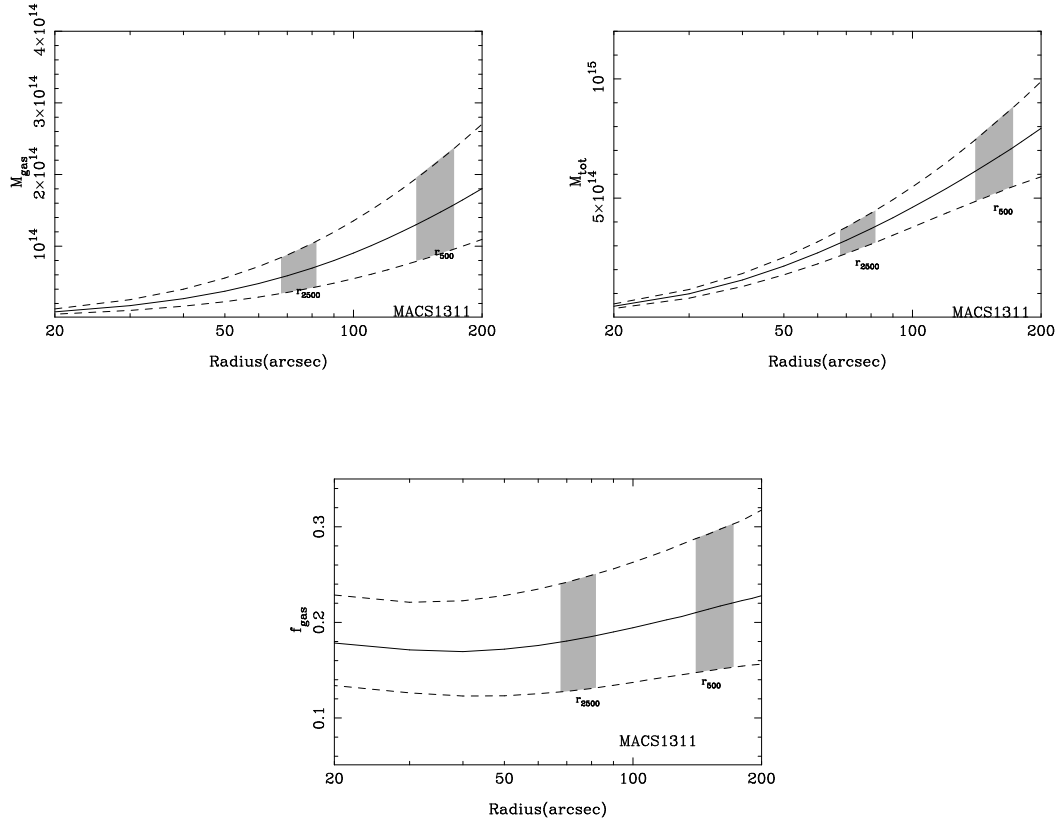 4×10^14
3×10^14
2×10^14
10^14
M_gas
r_2500
r_500
MACS1311
20 50 100 200
Radius(arcsec)
10^15
5×10^14
M_tot
r_2500
r_500
MACS1311
20 50 100 200
Radius(arcsec)
0.3
0.2
0.1
f_gas
r_2500
r_500
MACS1311
20 50 100 200
Radius(arcsec)